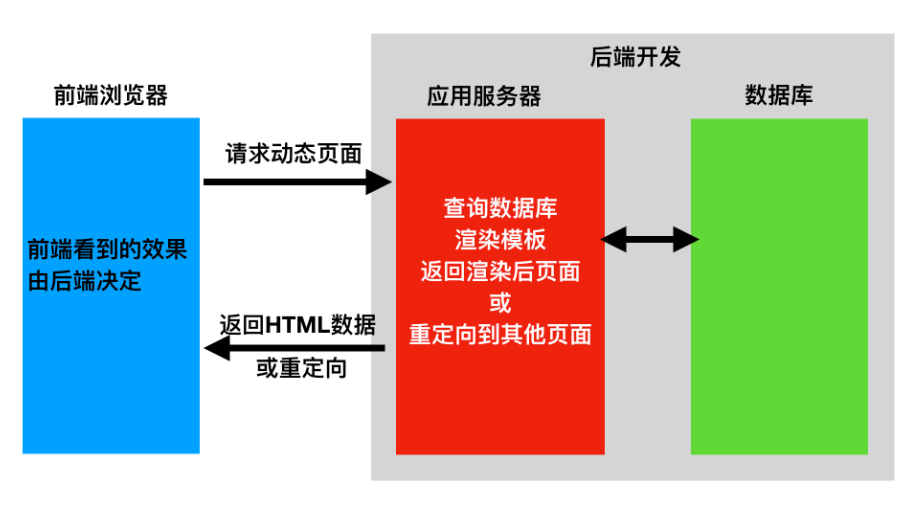 后端开发
前端浏览器
应用服务器
数据库
请求动态页面
查询数据库
渲染模板
返回渲染后页面
或
重定向到其他页面
前端看到的效果
由后端决定
返回HTML数据
或重定向